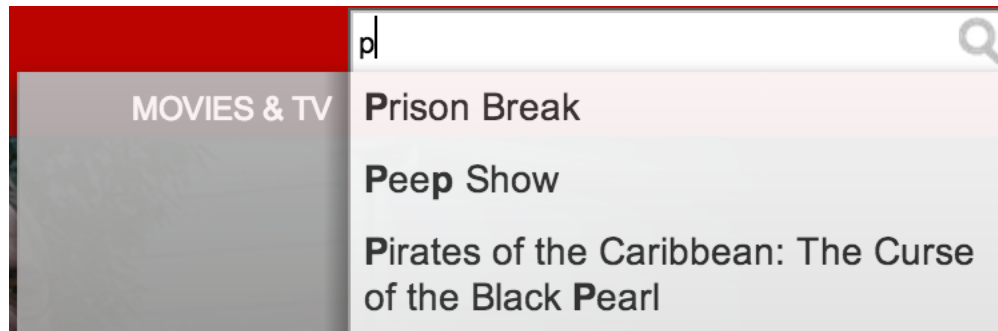 p
MOVIES & TV Prison Break
Peep Show
Pirates of the Caribbean: The Curse
of the Black Pearl